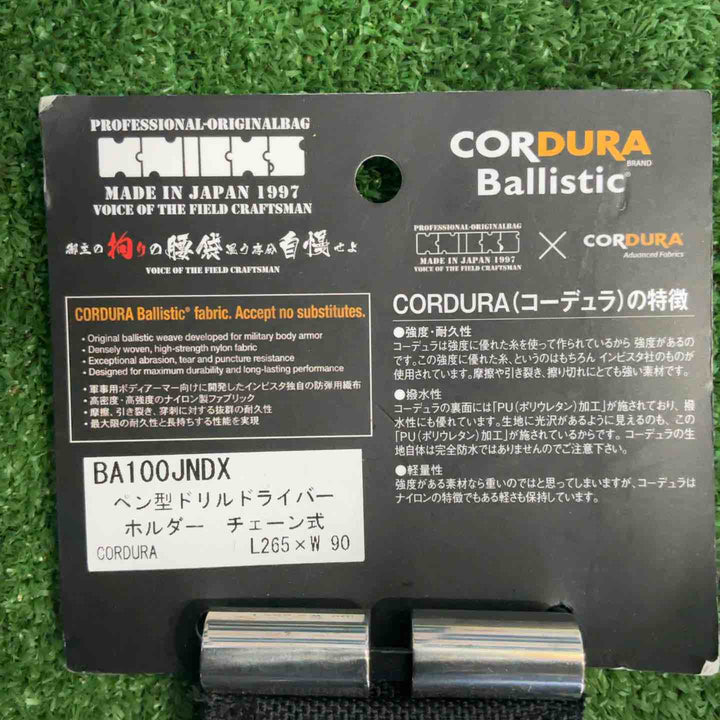 PROFESSIONAL-ORIGINALBAG
KNICKS
MADE IN JAPAN 1997
VOICE OF THE FIELD CRAFTSMAN
拘りの腰袋
自慢せよ
VOICE OF THE FIELD CRAFTSMAN
CORDURA Ballistic® fabric. Accept no substitutes.
• Original ballistic weave developed for military body armor
• Densely woven, high-strength nylon fabric
• Exceptional abrasion, tear and puncture resistance
• Designed for maximum durability and long-lasting performance
• 軍事用ボディアーマー向けに開発したインビスタ独自の防弾用織布
• 高密度・高強度のナイロン製ファブリック
• 摩擦、引き裂き、穿刺に対する抜群の耐久性
• 最大限の耐久性と長持ちする性能を実現
BA100JNDX
ペン型ドリルドライバー
ホルダー チェーン式
CORDURA L265×W 90
CORDURA
BRAND
Ballistic®
PROFESSIONAL-ORIGINALBAG
KNICKS
MADE IN JAPAN 1997
VOICE OF THE FIELD CRAFTSMAN
×
CORDURA®
Advanced Fabrics
CORDURA(コーデュラ)の特徴
●強度・耐久性
コーデュラは強度に優れた糸を使って作られているから 強度があるの
です。この強度に優れた糸、というのはもちろん インビスタ社のものが
使用されています。摩擦や引き裂き、擦り切れにとても強い素材です。
●撥水性
コーデュラの裏面には「PU(ポリウレタン)加工」が施されており、撥
水性にも優れています。生地に光沢があるように見えるのも、この
「PU(ポリウレタン)加工」が施されているからです。コーデュラの生
地自体は完全防水ではありませんのでご注意下さい。
●軽量性
強度がある素材なら重いのではと思ってしまいますが、コーデュラは
ナイロンの特徴でもある軽さも保持しています。